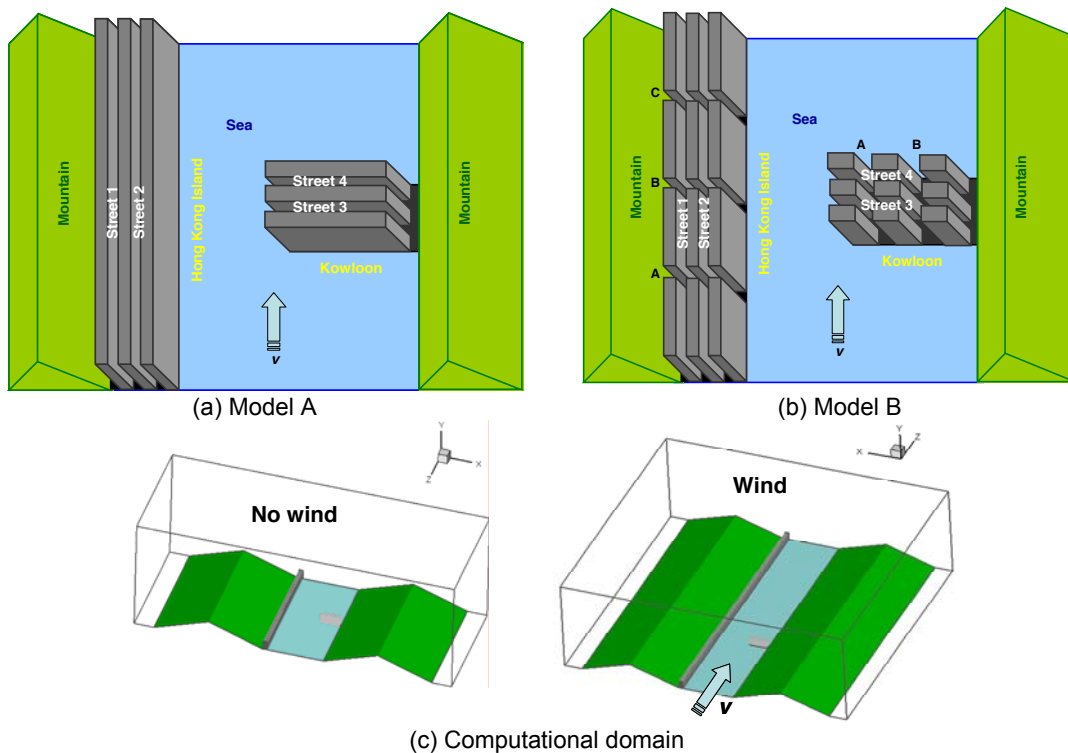 Mountain
Street 1
Street 2
Hong Kong Island
Sea
Street 4
Street 3
Kowloon
v
Mountain
(a) Model A
Mountain
C
B
A
Street 1
Street 2
Hong Kong Island
Sea
A
B
Street 4
Street 3
Kowloon
v
Mountain
(b) Model B
No wind
Y
X
Z
Wind
Y
Z
X
v
(c) Computational domain